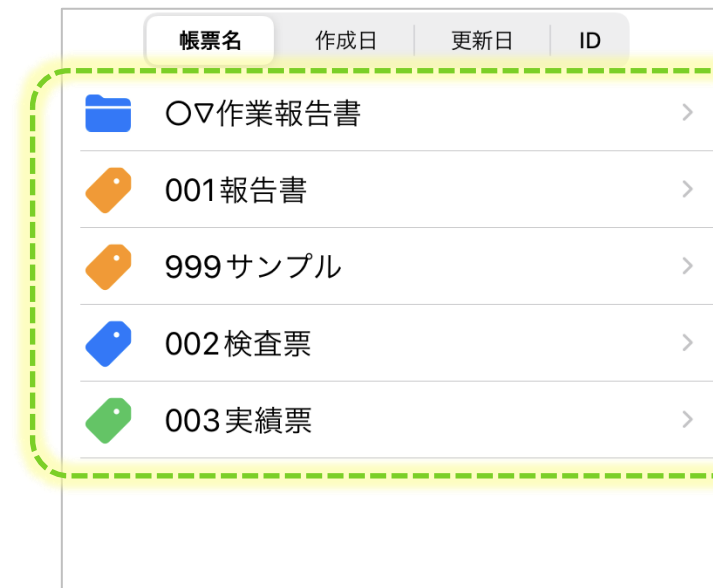 帳票名 作成日 更新日 ID
〇▽作業報告書
001報告書
999サンプル
002検査票
003実績票